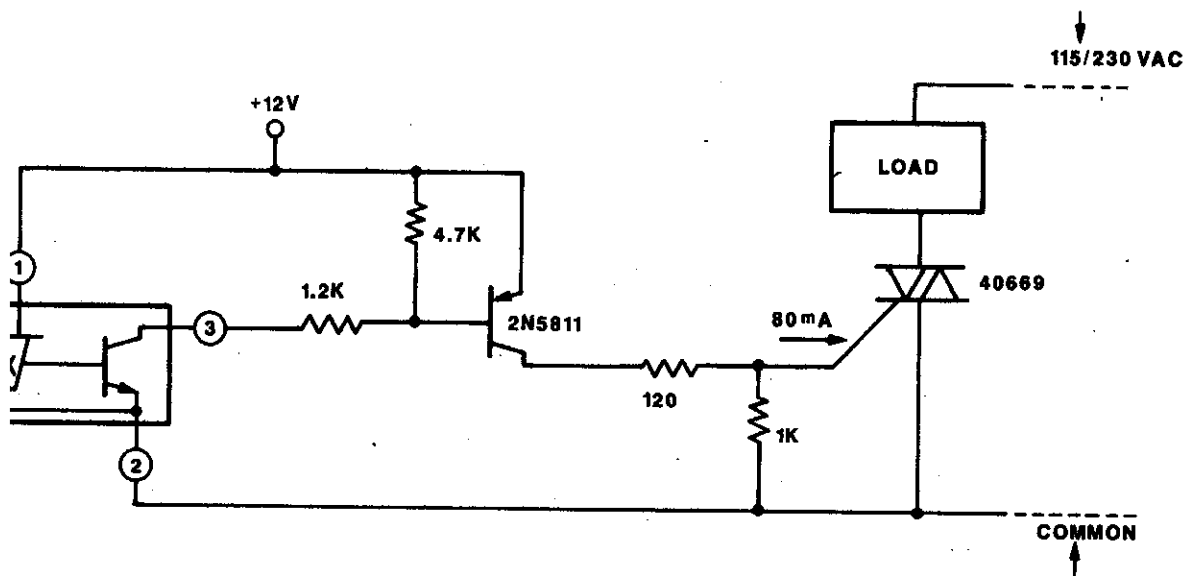 115/230 VAC
+12V
LOAD
4.7K
1
1.2K
40669
3
2N5811
80mA
120
1K
2
COMMON